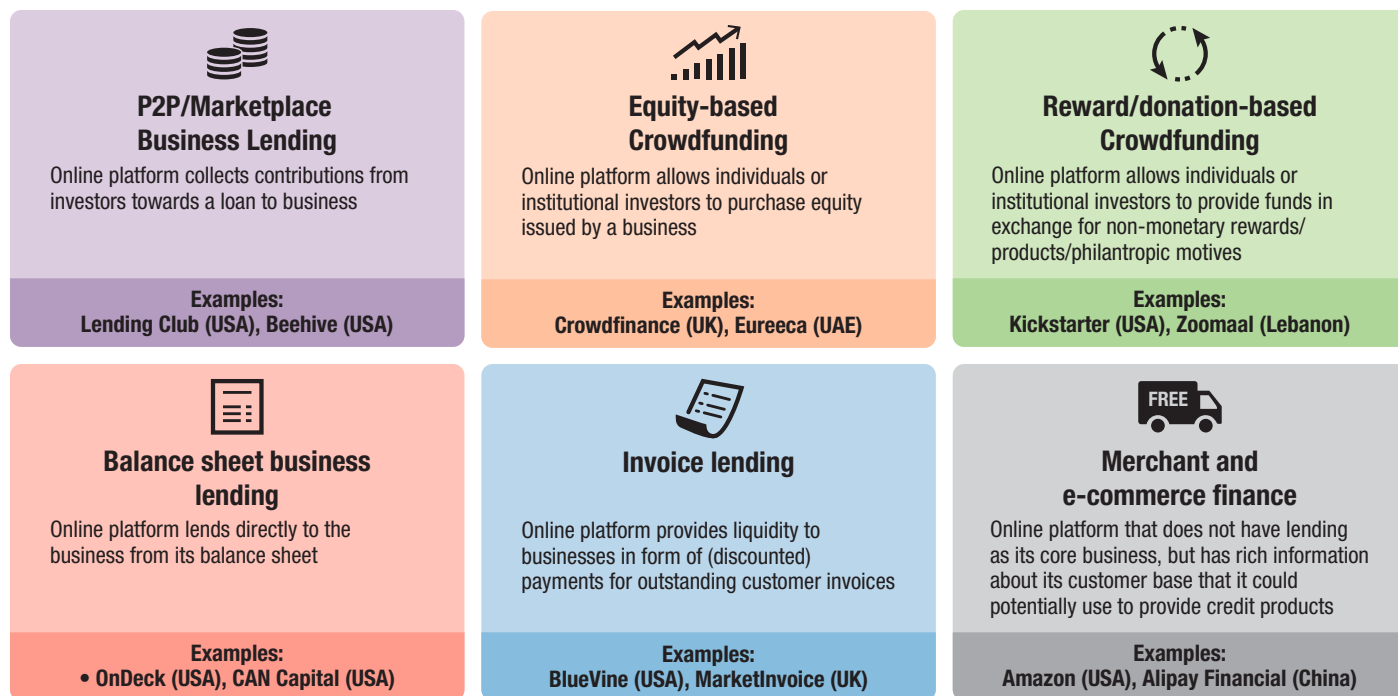 P2P/Marketplace
Business Lending
Online platform collects contributions from
investors towards a loan to business
Examples:
Lending Club (USA), Beehive (USA)
Equity-based
Crowdfunding
Online platform allows individuals or
institutional investors to purchase equity
issued by a business
Examples:
Crowdfinance (UK), Eureeca (UAE)
Reward/donation-based
Crowdfunding
Online platform allows individuals or
institutional investors to provide funds in
exchange for non-monetary rewards/
products/philantropic motives
Examples:
Kickstarter (USA), Zoomaal (Lebanon)
Balance sheet business
lending
Online platform lends directly to the
business from its balance sheet
Examples:
• OnDeck (USA), CAN Capital (USA)
Invoice lending
Online platform provides liquidity to
businesses in form of (discounted)
payments for outstanding customer invoices
Examples:
BlueVine (USA), MarketInvoice (UK)
FREE
Merchant and
e-commerce finance
Online platform that does not have lending
as its core business, but has rich information
about its customer base that it could
potentially use to provide credit products
Examples:
Amazon (USA), Alipay Financial (China)